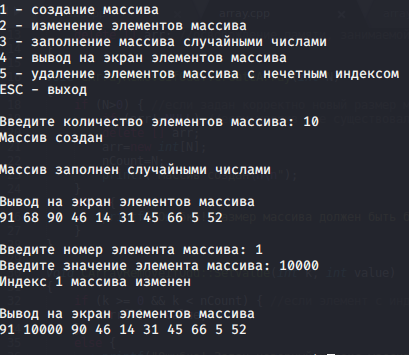 1 - создание массива
2 - изменение элементов массива
3 - заполнение массива случайными числами
4 - вывод на экран элементов массива
5 - удаление элементов массива с нечетным индексом
ESC - выход
Введите количество элементов массива: 10
Массив создан
Массив заполнен случайными числами
Вывод на экран элементов массива
91 68 90 46 14 31 45 66 5 52
Введите номер элемента массива: 1
Введите значение элемента массива: 10000
Индекс 1 массива изменен
Вывод на экран элементов массива
91 10000 90 46 14 31 45 66 5 52